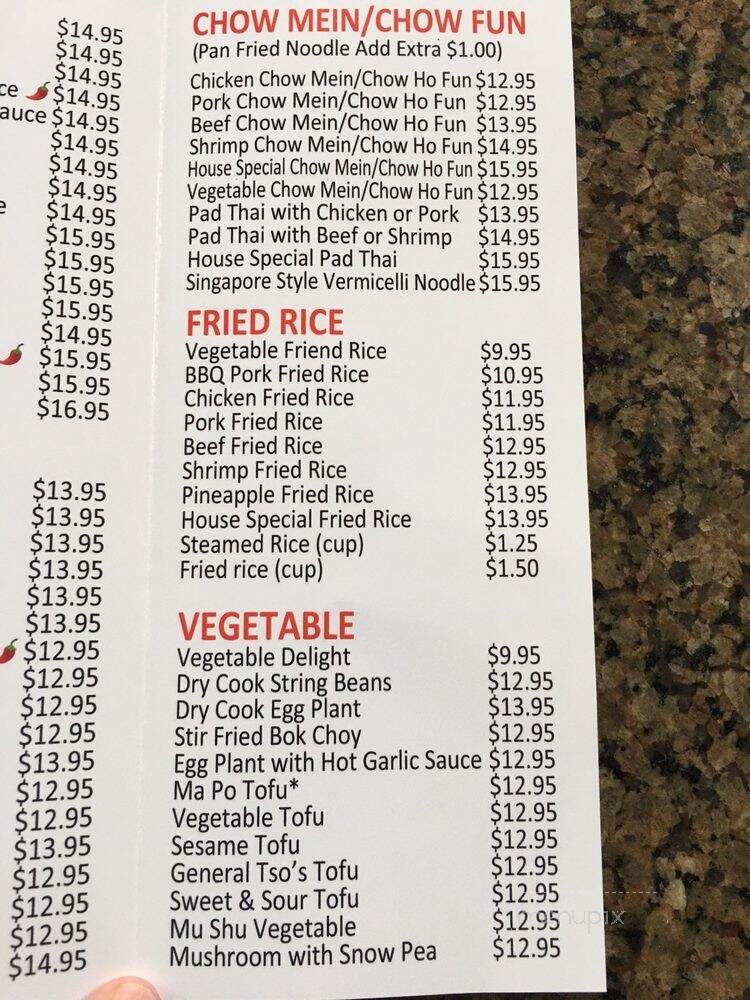 $14.95
$14.95
$14.95
ce $14.95
auce $14.95
$14.95
$14.95
$14.95
e $14.95
$15.95
$15.95
$15.95
$15.95
$14.95
$15.95
$15.95
$16.95
$13.95
$13.95
$13.95
$13.95
$13.95
$13.95
$12.95
$12.95
$12.95
$12.95
$13.95
$12.95
$12.95
$13.95
$12.95
$12.95
$12.95
$14.95
CHOW MEIN/CHOW FUN
(Pan Fried Noodle Add Extra $1.00)
Chicken Chow Mein/Chow Ho Fun $12.95
Pork Chow Mein/Chow Ho Fun $12.95
Beef Chow Mein/Chow Ho Fun $13.95
Shrimp Chow Mein/Chow Ho Fun $14.95
House Special Chow Mein/Chow Ho Fun $15.95
Vegetable Chow Mein/Chow Ho Fun $12.95
Pad Thai with Chicken or Pork $13.95
Pad Thai with Beef or Shrimp $14.95
House Special Pad Thai $15.95
Singapore Style Vermicelli Noodle $15.95
FRIED RICE
Vegetable Friend Rice $9.95
BBQ Pork Fried Rice $10.95
Chicken Fried Rice $11.95
Pork Fried Rice $11.95
Beef Fried Rice $12.95
Shrimp Fried Rice $12.95
Pineapple Fried Rice $13.95
House Special Fried Rice $13.95
Steamed Rice (cup) $1.25
Fried rice (cup) $1.50
VEGETABLE
Vegetable Delight $9.95
Dry Cook String Beans $12.95
Dry Cook Egg Plant $13.95
Stir Fried Bok Choy $12.95
Egg Plant with Hot Garlic Sauce $12.95
Ma Po Tofu* $12.95
Vegetable Tofu $12.95
Sesame Tofu $12.95
General Tso's Tofu $12.95
Sweet & Sour Tofu $12.95
Mu Shu Vegetable $12.95
Mushroom with Snow Pea $12.95